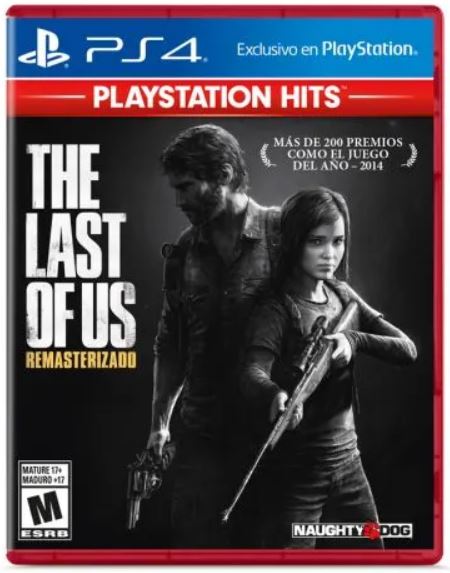 PS4
Exclusivo en PlayStation.
PLAYSTATION HITS™
MÁS DE 200 PREMIOS
COMO EL JUEGO
DEL AÑO – 2014
THE
LAST
OF US
REMASTERIZADO
MATURE 17+
MADURO +17
M
ESRB
NAUGHTY DOG